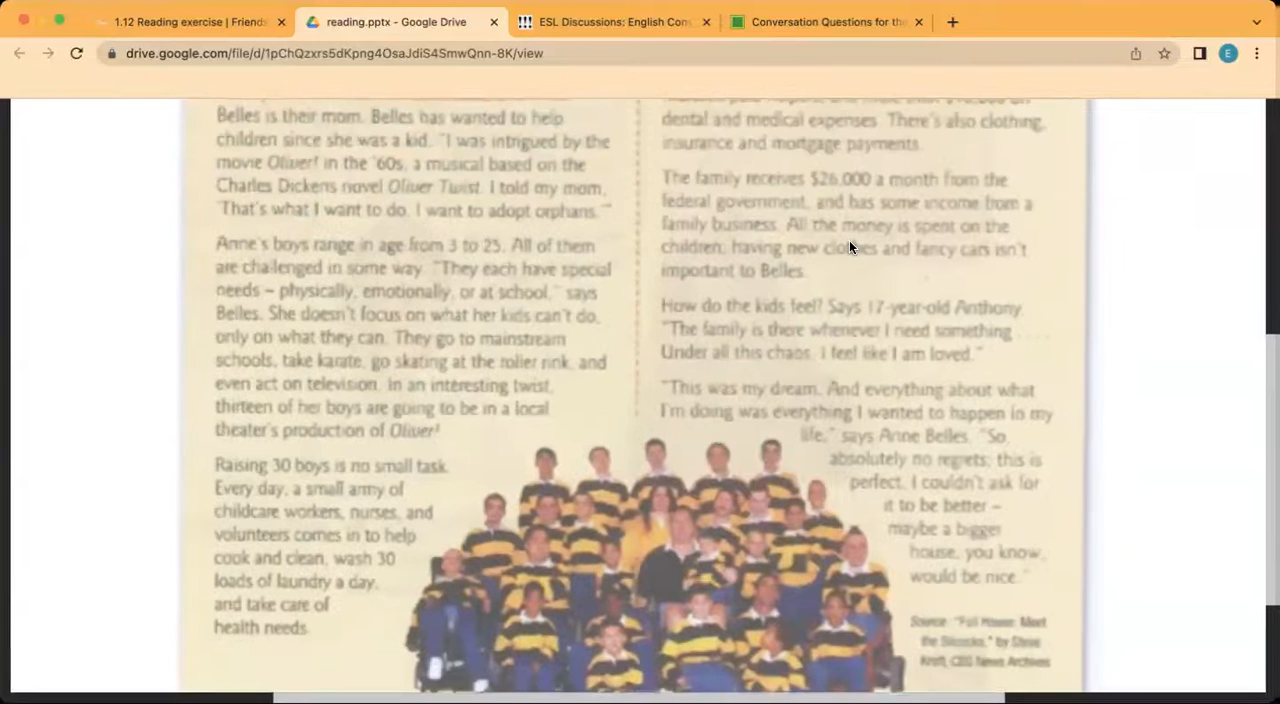 1.12 Reading exercise | Friends
reading.pptx - Google Drive
ESL Discussions: English Con
Conversation Questions for the
drive.google.com/file/d/1pChQzxrs5dKpng4OsaJdiS4SmwQnn-8K/view
E
Belles is their mom. Belles has wanted to help
children since she was a kid. "I was intrigued by the
movie Oliver! in the '60s, a musical based on the
Charles Dickens novel Oliver Twist. I told my mom,
'That's what I want to do. I want to adopt orphans.'"
Anne's boys range in age from 3 to 25. All of them
are challenged in some way. "They each have special
needs – physically, emotionally, or at school," says
Belles. She doesn't focus on what her kids can't do,
only on what they can. They go to mainstream
schools, take karate, go skating at the roller rink, and
even act on television. In an interesting twist,
thirteen of her boys are going to be in a local
theater's production of Oliver!
Raising 30 boys is no small task.
Every day, a small army of
childcare workers, nurses, and
volunteers comes in to help
cook and clean, wash 30
loads of laundry a day,
and take care of
health needs.
dental and medical expenses. There's also clothing,
insurance and mortgage payments.
The family receives $26,000 a month from the
federal government, and has some income from a
family business. All the money is spent on the
children; having new clothes and fancy cars isn't
important to Belles.
How do the kids feel? Says 17-year-old Anthony,
"The family is there whenever I need something . . . .
Under all this chaos, I feel like I am loved."
"This was my dream. And everything about what
I'm doing was everything I wanted to happen in my
life," says Anne Belles. "So,
absolutely no regrets; this is
perfect. I couldn't ask for
it to be better –
maybe a bigger
house, you know,
would be nice."
Source: "Full House: Meet
the Silcocks," by Steve
Kroft, CBS News Archives